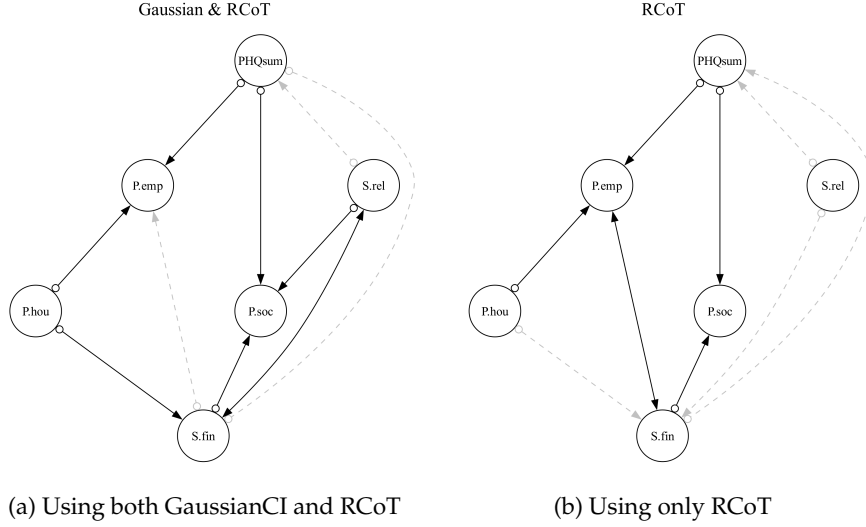 Gaussian & RCoT
PHQsum
P.emp
S.rel
P.hou
P.soc
S.fin
(a) Using both GaussianCI and RCoT
RCoT
PHQsum
P.emp
S.rel
P.hou
P.soc
S.fin
(b) Using only RCoT